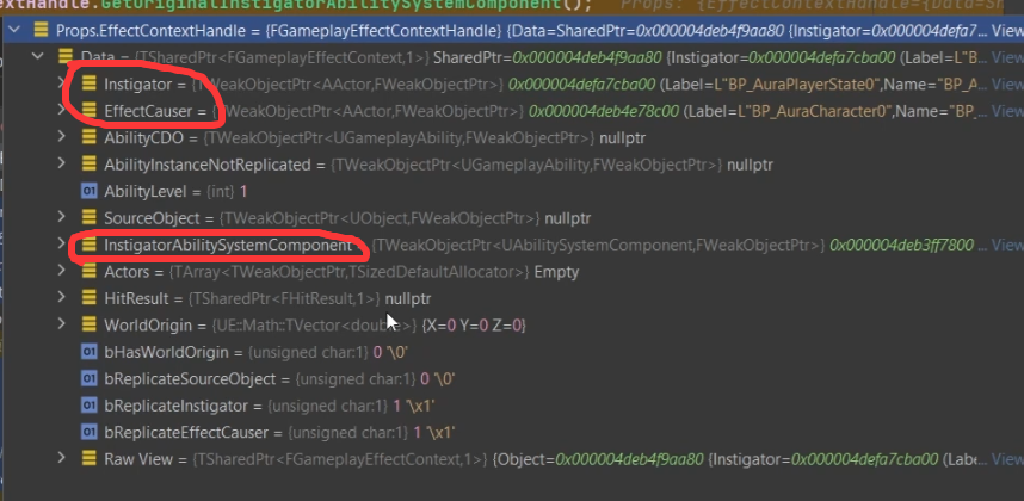 extHandle.GetOriginalInstigatorAbilitySystemComponent(); Props: {EffectContextHandle={Data=Sh
Props.EffectContextHandle = {FGameplayEffectContextHandle} {Data=SharedPtr=0x000004deb4f9aa80 {Instigator=0x000004defa7... View
Data = {TSharedPtr<FGameplayEffectContext,1>} SharedPtr=0x000004deb4f9aa80 {Instigator=0x000004defa7cba00 (Label=L"B... View
Instigator = {TWeakObjectPtr<AActor,FWeakObjectPtr>} 0x000004defa7cba00 (Label=L"BP_AuraPlayerState0",Name="BP_A... View
EffectCauser = {TWeakObjectPtr<AActor,FWeakObjectPtr>} 0x000004deb4e78c00 (Label=L"BP_AuraCharacter0",Name="BP_... View
AbilityCDO = {TWeakObjectPtr<UGameplayAbility,FWeakObjectPtr>} nullptr
AbilityInstanceNotReplicated = {TWeakObjectPtr<UGameplayAbility,FWeakObjectPtr>} nullptr
AbilityLevel = {int} 1
SourceObject = {TWeakObjectPtr<UObject,FWeakObjectPtr>} nullptr
InstigatorAbilitySystemComponent {TWeakObjectPtr<UAbilitySystemComponent,FWeakObjectPtr>} 0x000004deb3ff7800 ... View
Actors = {TArray<TWeakObjectPtr,TSizedDefaultAllocator>} Empty
HitResult = {TSharedPtr<FHitResult,1>} nullptr
WorldOrigin = {UE::Math::TVector<double>} {X=0 Y=0 Z=0}
bHasWorldOrigin = {unsigned char:1} 0 '\0'
bReplicateSourceObject = {unsigned char:1} 0 '\0'
bReplicateInstigator = {unsigned char:1} 1 '\x1'
bReplicateEffectCauser = {unsigned char:1} 1 '\x1'
Raw View = {TSharedPtr<FGameplayEffectContext,1>} {Object=0x000004deb4f9aa80 {Instigator=0x000004defa7cba00 (Labe... View